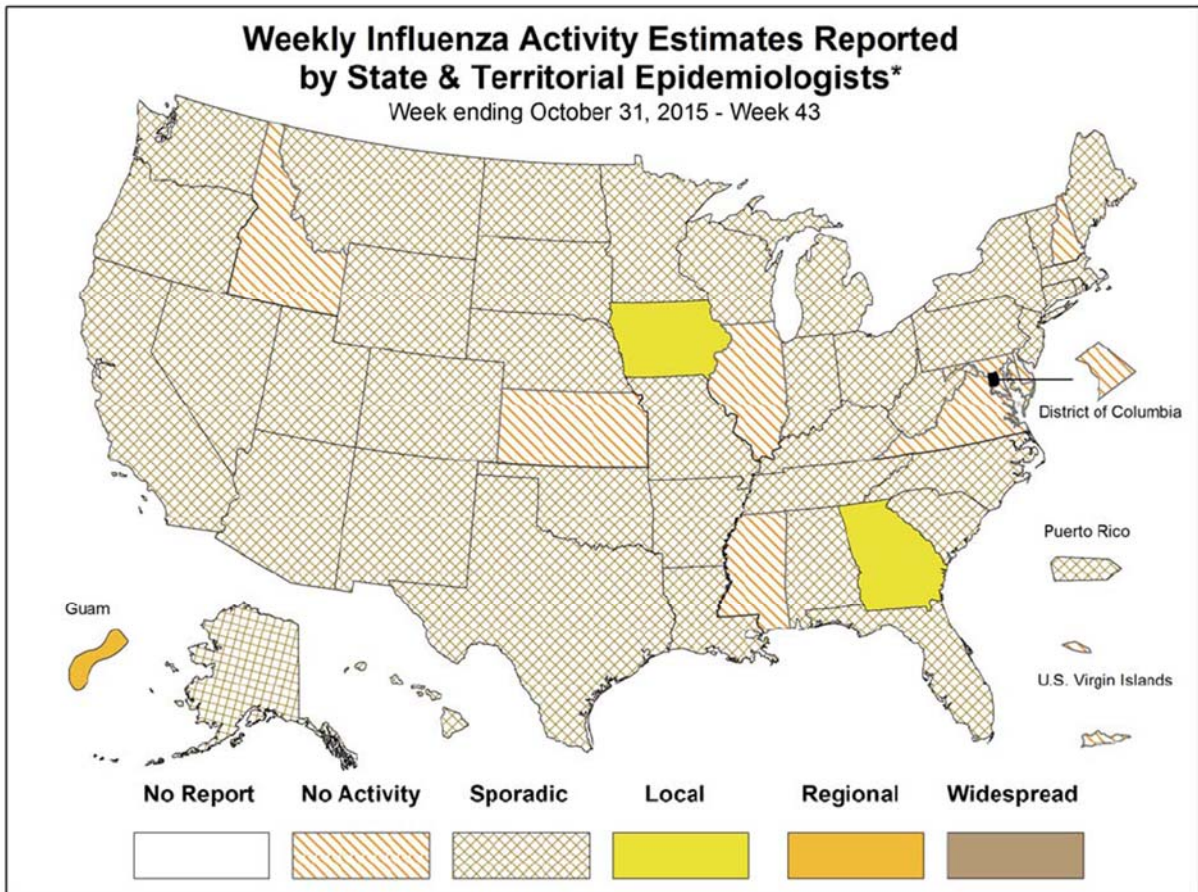 Weekly Influenza Activity Estimates Reported
by State & Territorial Epidemiologists*
Week ending October 31, 2015 - Week 43
District of Columbia
Puerto Rico
Guam
U.S. Virgin Islands
No Report No Activity Sporadic Local Regional Widespread